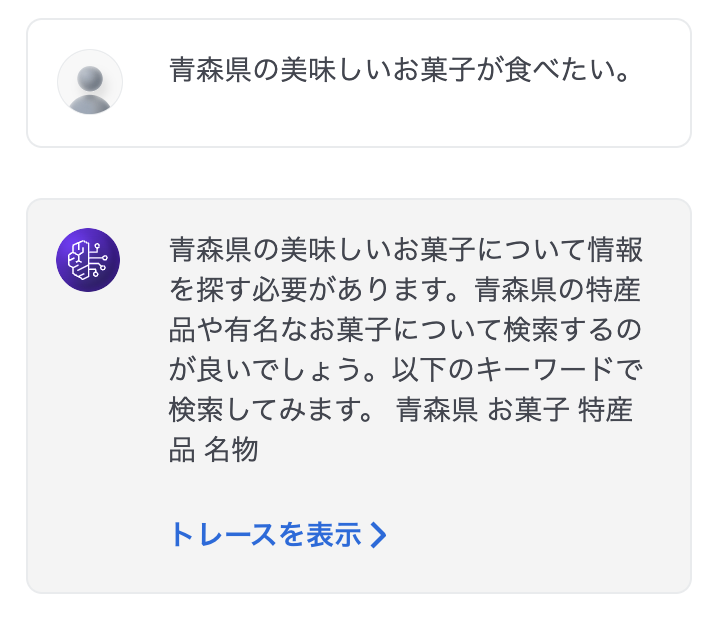 青森県の美味しいお菓子が食べたい。
青森県の美味しいお菓子について情報
を探す必要があります。青森県の特産
品や有名なお菓子について検索するの
が良いでしょう。以下のキーワードで
検索してみます。 青森県 お菓子 特産
品 名物
トレースを表示